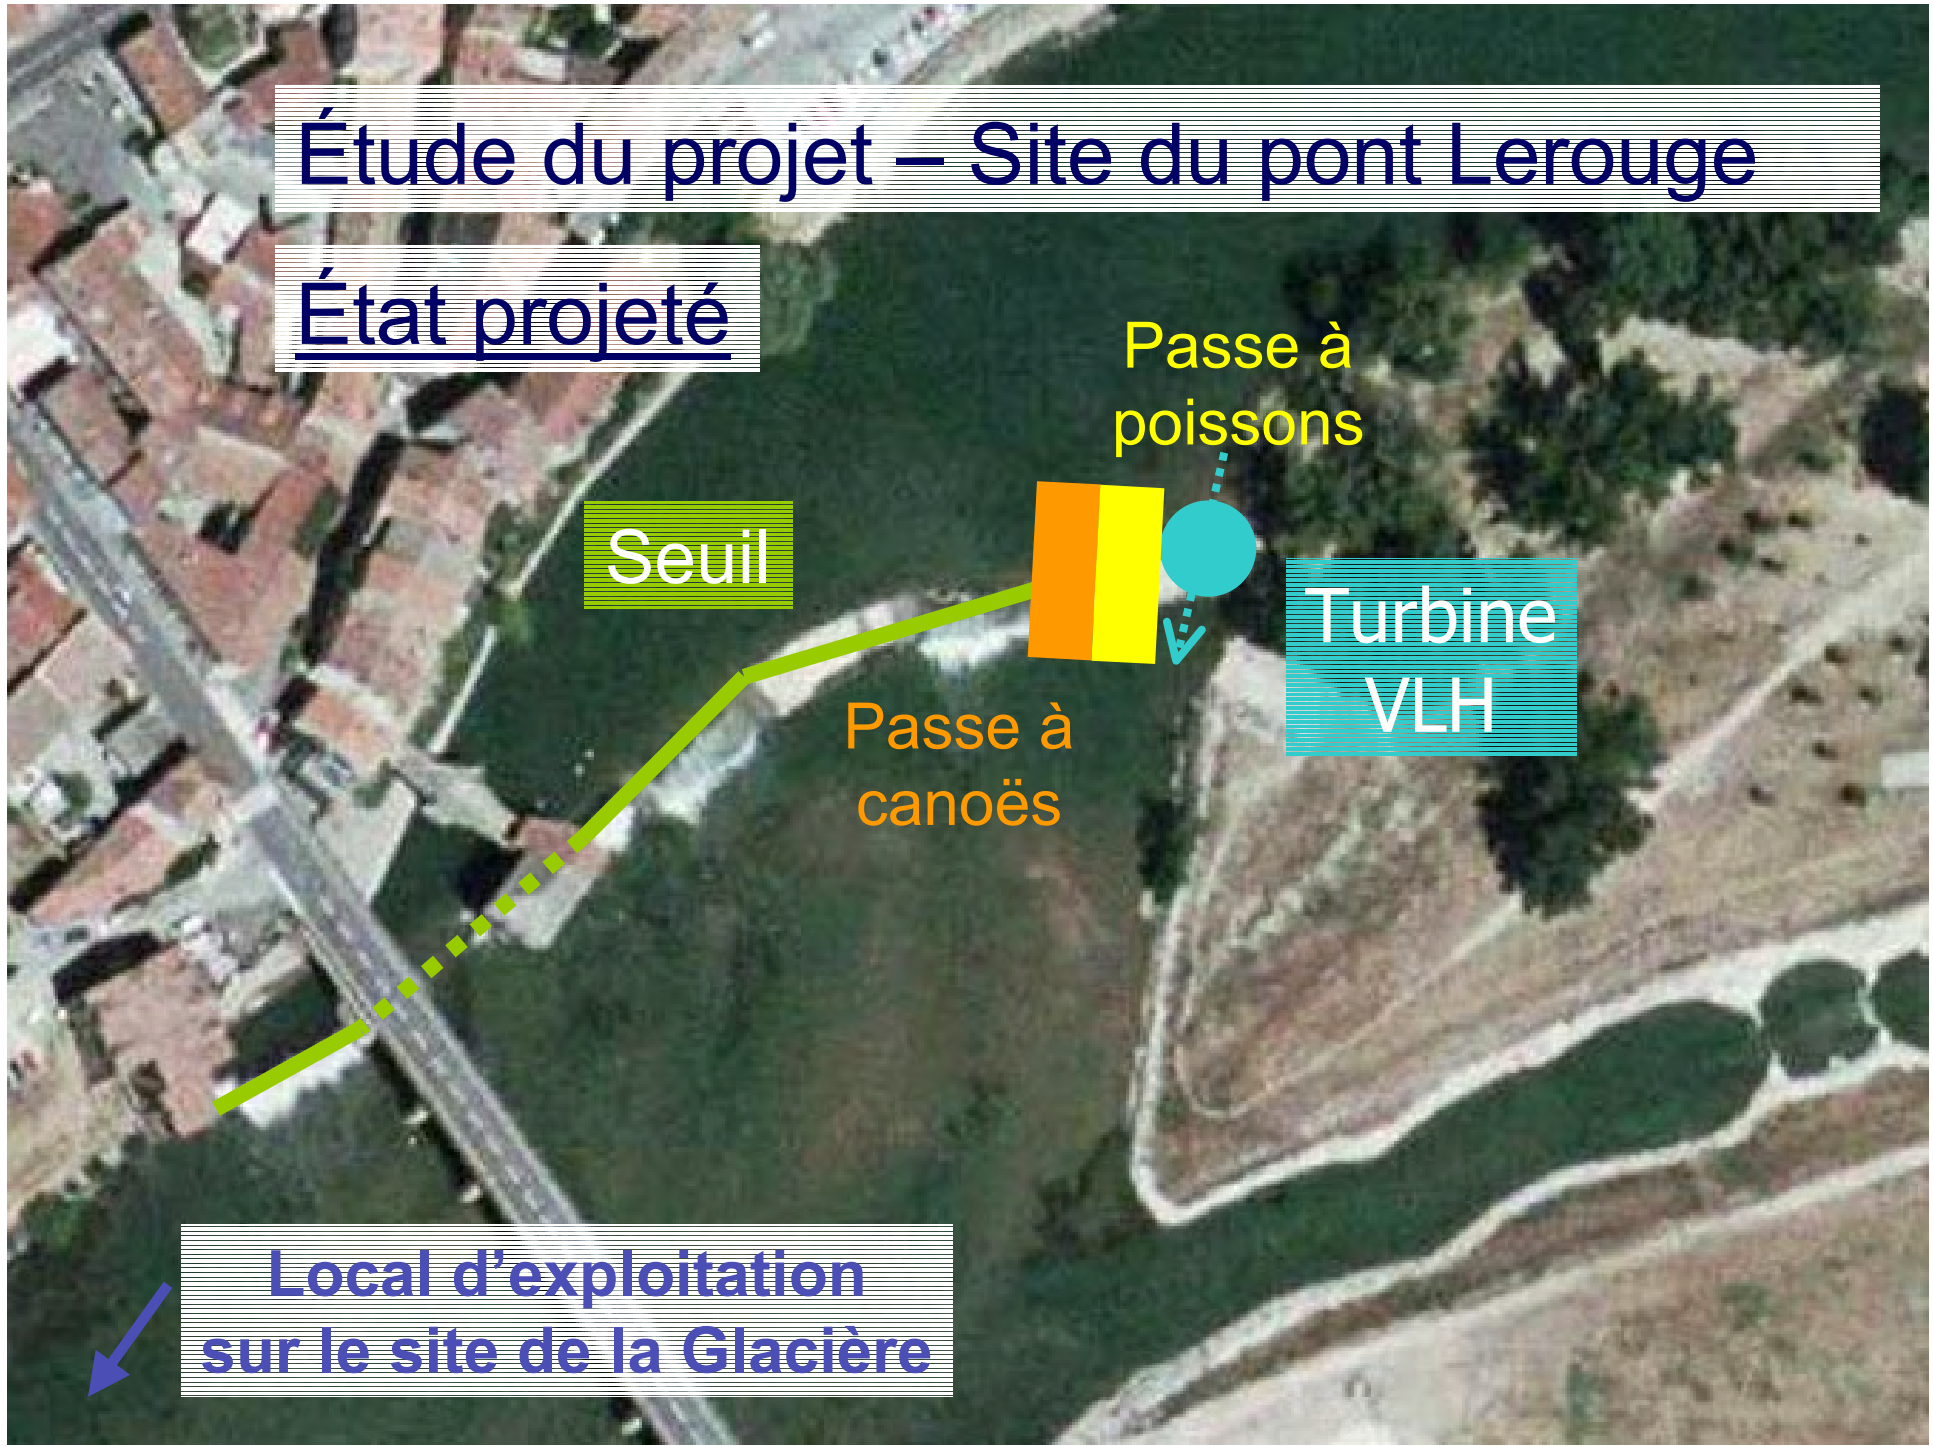 Étude du projet – Site du pont Lerouge
État projeté
Passe à
poissons
Seuil
Turbine
VLH
Passe à
canoës
Local d’exploitation
sur le site de la Glacière